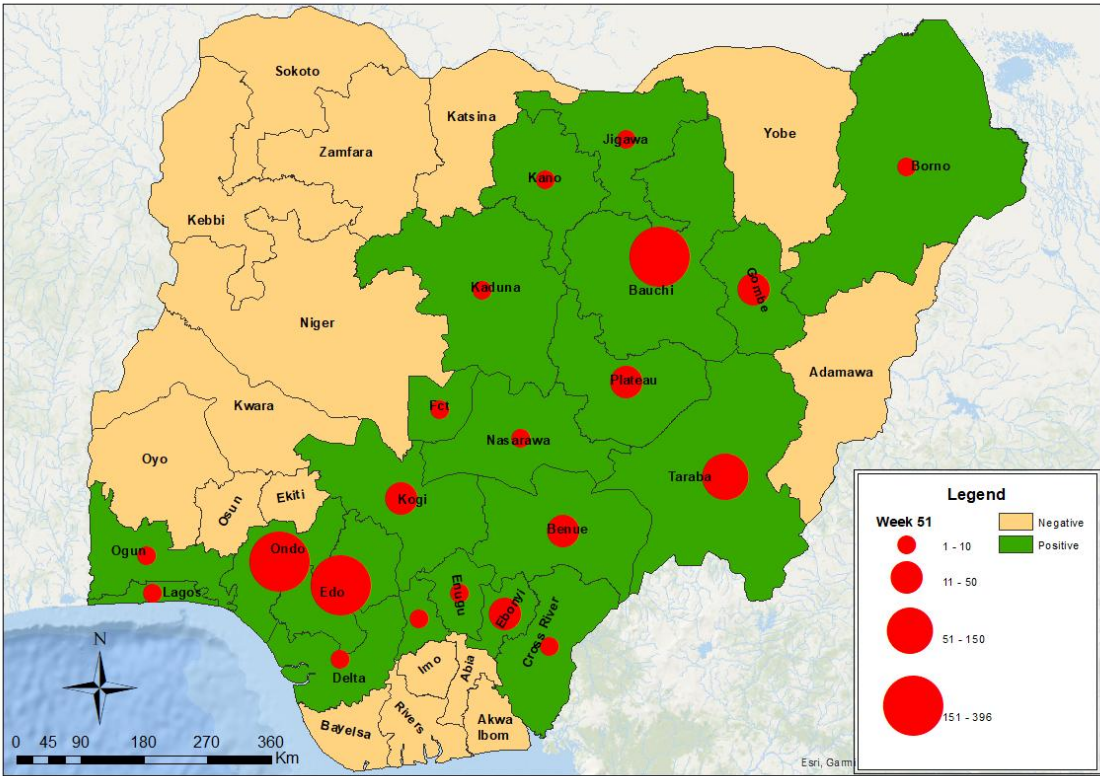 Sokoto
Katsina
Yobe
Jigawa
Zamfara
Borno
Kano
Kebbi
Gombe
Kaduna
Bauchi
Niger
Adamawa
Plateau
Kwara
Fct
Nasarawa
Oyo
Taraba
Ekiti
Osun
Kogi
Benue
Ogun
Ondo
Lagos
Edo
Enugu
Ebonyi
Cross River
Imo
Abia
Delta
Bayelsa
Rivers
Akwa
Ibom
N
0 45 90 180 270 360
Km
Legend
Week 51
1 - 10
11 - 50
51 - 150
151 - 396
Negative
Positive
Esri,